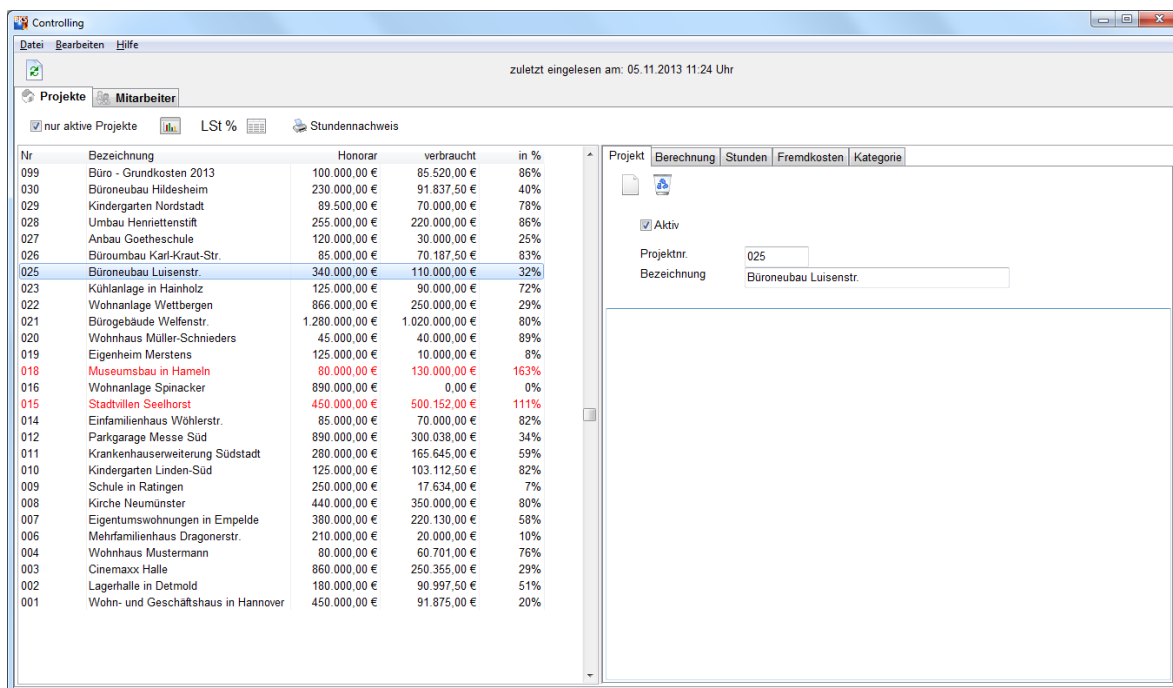 Controlling
Datei Bearbeiten Hilfe
zuletzt eingelesen am: 05.11.2013 11:24 Uhr
Projekte Mitarbeiter
nur aktive Projekte LSt % Stundennachweis
Nr Bezeichnung Honorar verbraucht in %
099 Büro - Grundkosten 2013 100.000,00 € 85.520,00 € 86%
030 Büroneubau Hildesheim 230.000,00 € 91.837,50 € 40%
029 Kindergarten Nordstadt 89.500,00 € 70.000,00 € 78%
028 Umbau Henriettenstift 255.000,00 € 220.000,00 € 86%
027 Anbau Goetheschule 120.000,00 € 30.000,00 € 25%
026 Büroumbau Karl-Kraut-Str. 85.000,00 € 70.187,50 € 83%
025 Büroneubau Luisenstr. 340.000,00 € 110.000,00 € 32%
023 Kühlanlage in Hainholz 125.000,00 € 90.000,00 € 72%
022 Wohnanlage Wettbergen 866.000,00 € 250.000,00 € 29%
021 Bürogebäude Welfenstr. 1.280.000,00 € 1.020.000,00 € 80%
020 Wohnhaus Müller-Schnieders 45.000,00 € 40.000,00 € 89%
019 Eigenheim Merstens 125.000,00 € 10.000,00 € 8%
018 Museumsbau in Hameln 80.000,00 € 130.000,00 € 163%
016 Wohnanlage Spinacker 890.000,00 € 0,00 € 0%
015 Stadtvillen Seelhorst 450.000,00 € 500.152,00 € 111%
014 Einfamilienhaus Wöhlerstr. 85.000,00 € 70.000,00 € 82%
012 Parkgarage Messe Süd 890.000,00 € 300.038,00 € 34%
011 Krankenhauserweiterung Südstadt 280.000,00 € 165.645,00 € 59%
010 Kindergarten Linden-Süd 125.000,00 € 103.112,50 € 82%
009 Schule in Ratingen 250.000,00 € 17.634,00 € 7%
008 Kirche Neumünster 440.000,00 € 350.000,00 € 80%
007 Eigentumswohnungen in Empelde 380.000,00 € 220.130,00 € 58%
006 Mehrfamilienhaus Dragonerstr. 210.000,00 € 20.000,00 € 10%
004 Wohnhaus Mustermann 80.000,00 € 60.701,00 € 76%
003 Cinemaxx Halle 860.000,00 € 250.355,00 € 29%
002 Lagerhalle in Detmold 180.000,00 € 90.997,50 € 51%
001 Wohn- und Geschäftshaus in Hannover 450.000,00 € 91.875,00 € 20%
Projekt Berechnung Stunden Fremdkosten Kategorie
Aktiv
Projektnr. 025
Bezeichnung Büroneubau Luisenstr.